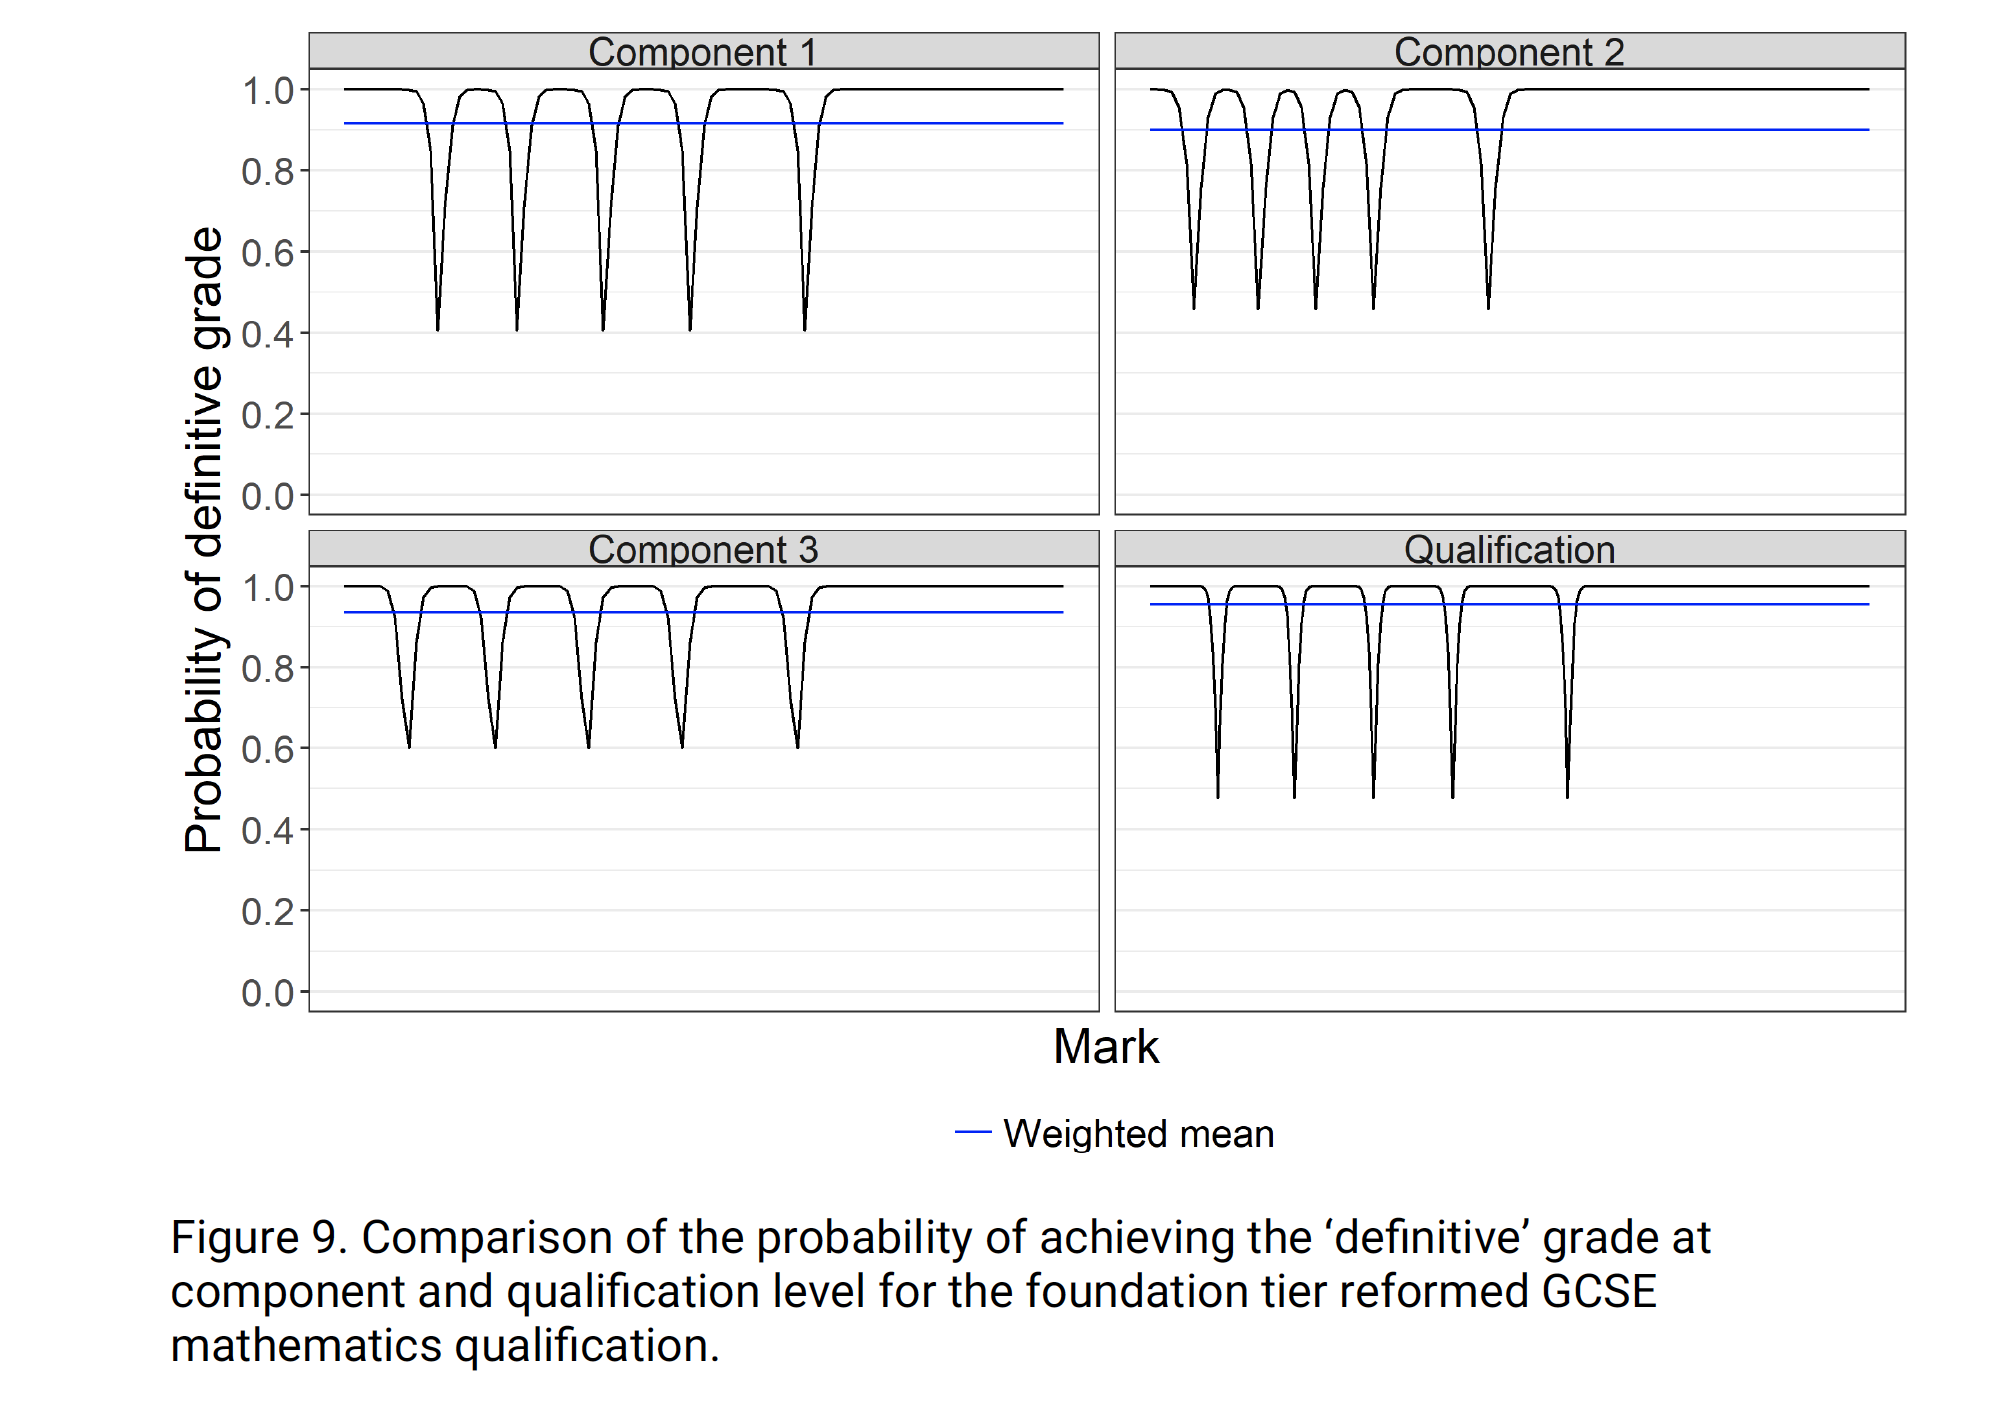 Component 1
Component 2
1.0
0.8
0.6
0.4
0.2
0.0
Component 3
Qualification
1.0
0.8
0.6
0.4
0.2
0.0
Probability of definitive grade
Mark
Weighted mean
Figure 9. Comparison of the probability of achieving the ‘definitive’ grade at
component and qualification level for the foundation tier reformed GCSE
mathematics qualification.